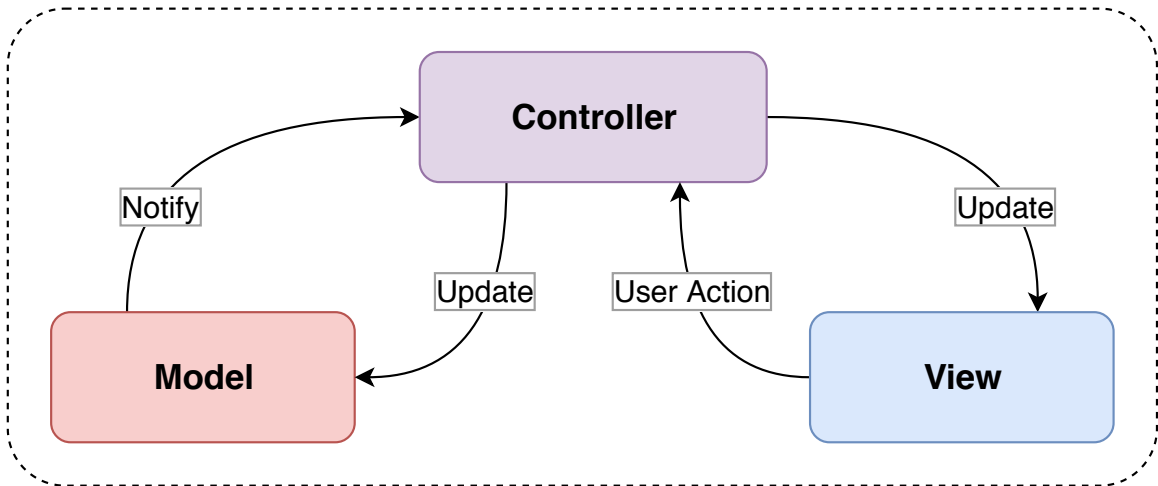 Controller
Notify
Update
Update
User Action
Model
View